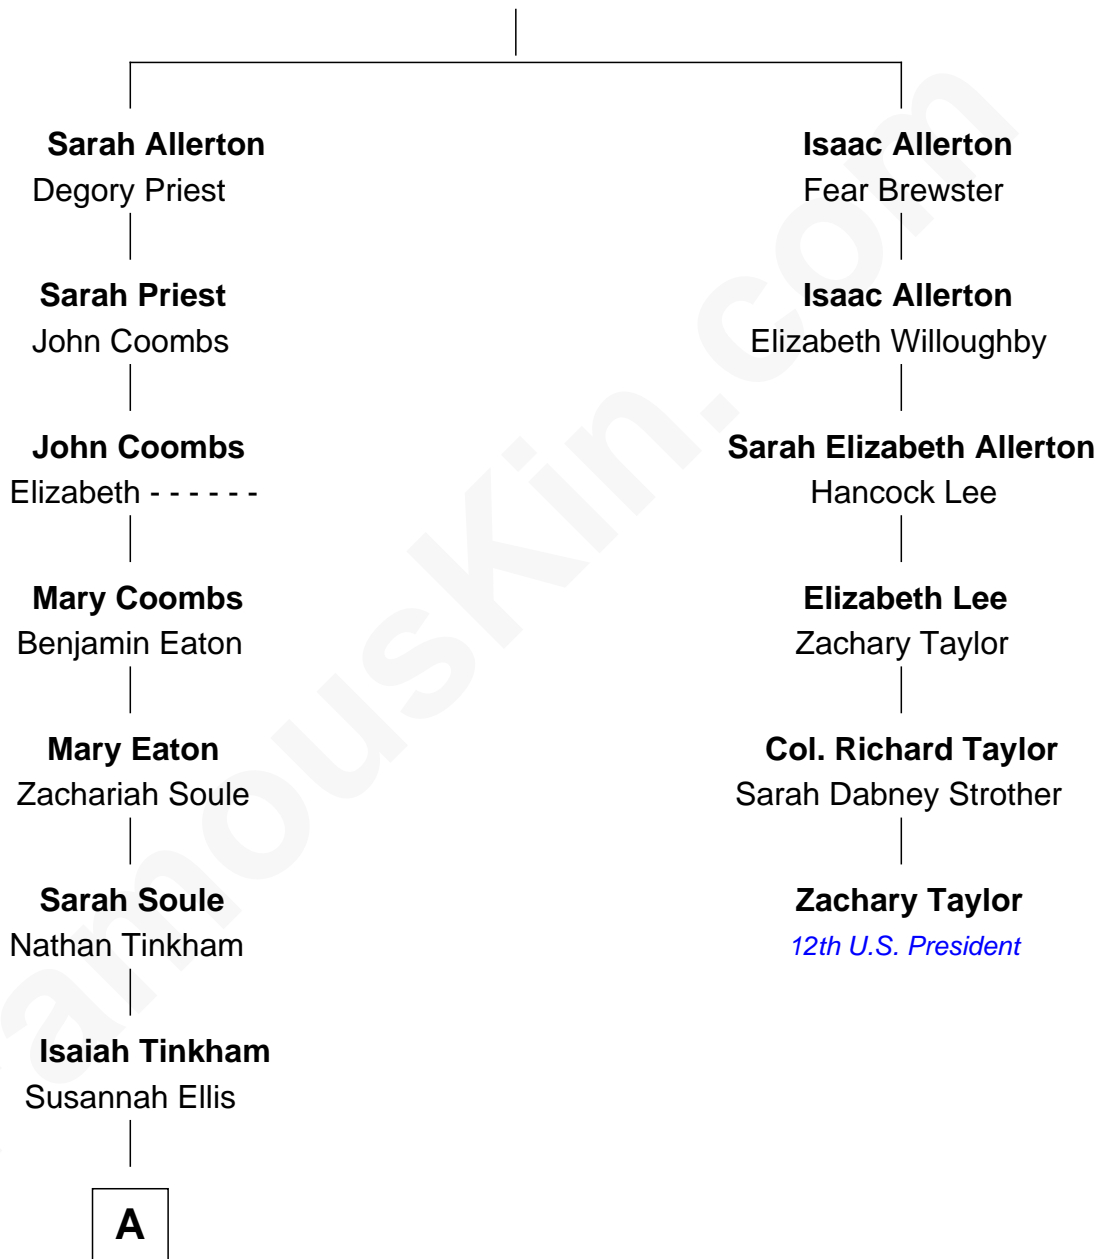 Sarah Allerton
Degory Priest
Sarah Priest
John Coombs
John Coombs
Elizabeth - - - - - -
Mary Coombs
Benjamin Eaton
Mary Eaton
Zachariah Soule
Sarah Soule
Nathan Tinkham
Isaiah Tinkham
Susannah Ellis
A
Isaac Allerton
Fear Brewster
Isaac Allerton
Elizabeth Willoughby
Sarah Elizabeth Allerton
Hancock Lee
Elizabeth Lee
Zachary Taylor
Col. Richard Taylor
Sarah Dabney Strother
Zachary Taylor
12th U.S. President
amousKin.com